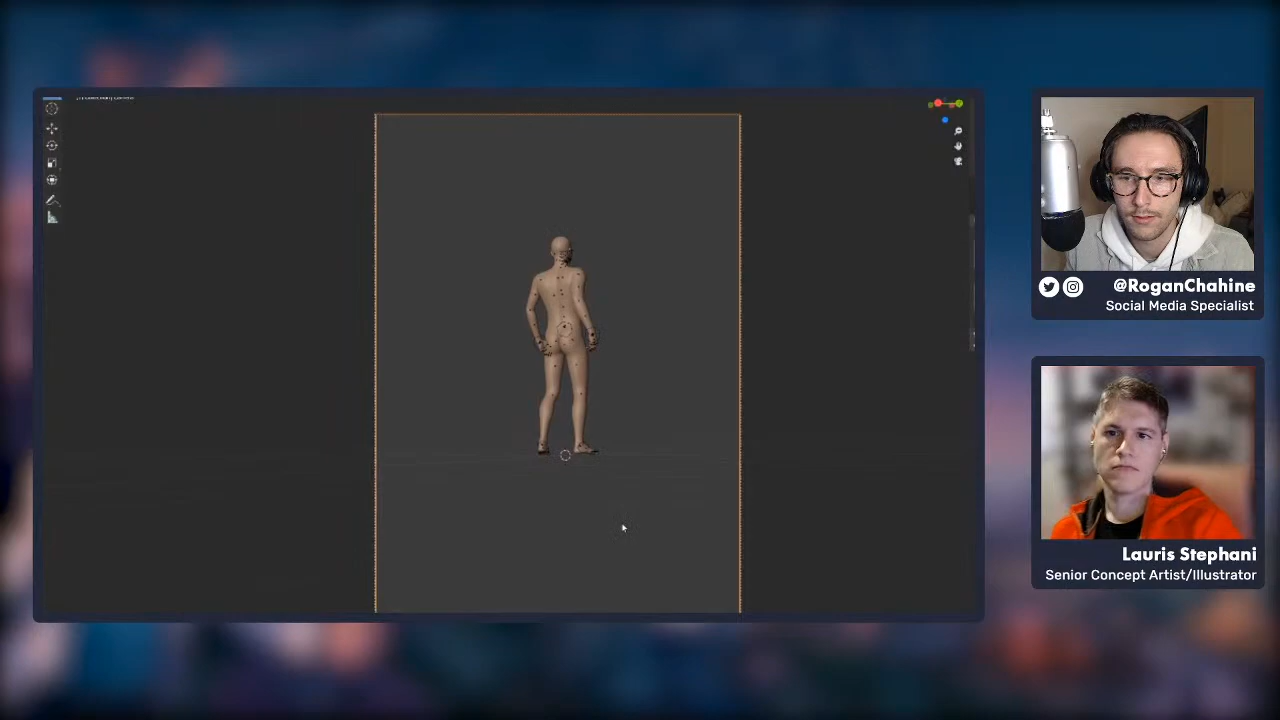 @RoganChahine
Social Media Specialist
Lauris Stephani
Senior Concept Artist/Illustrator